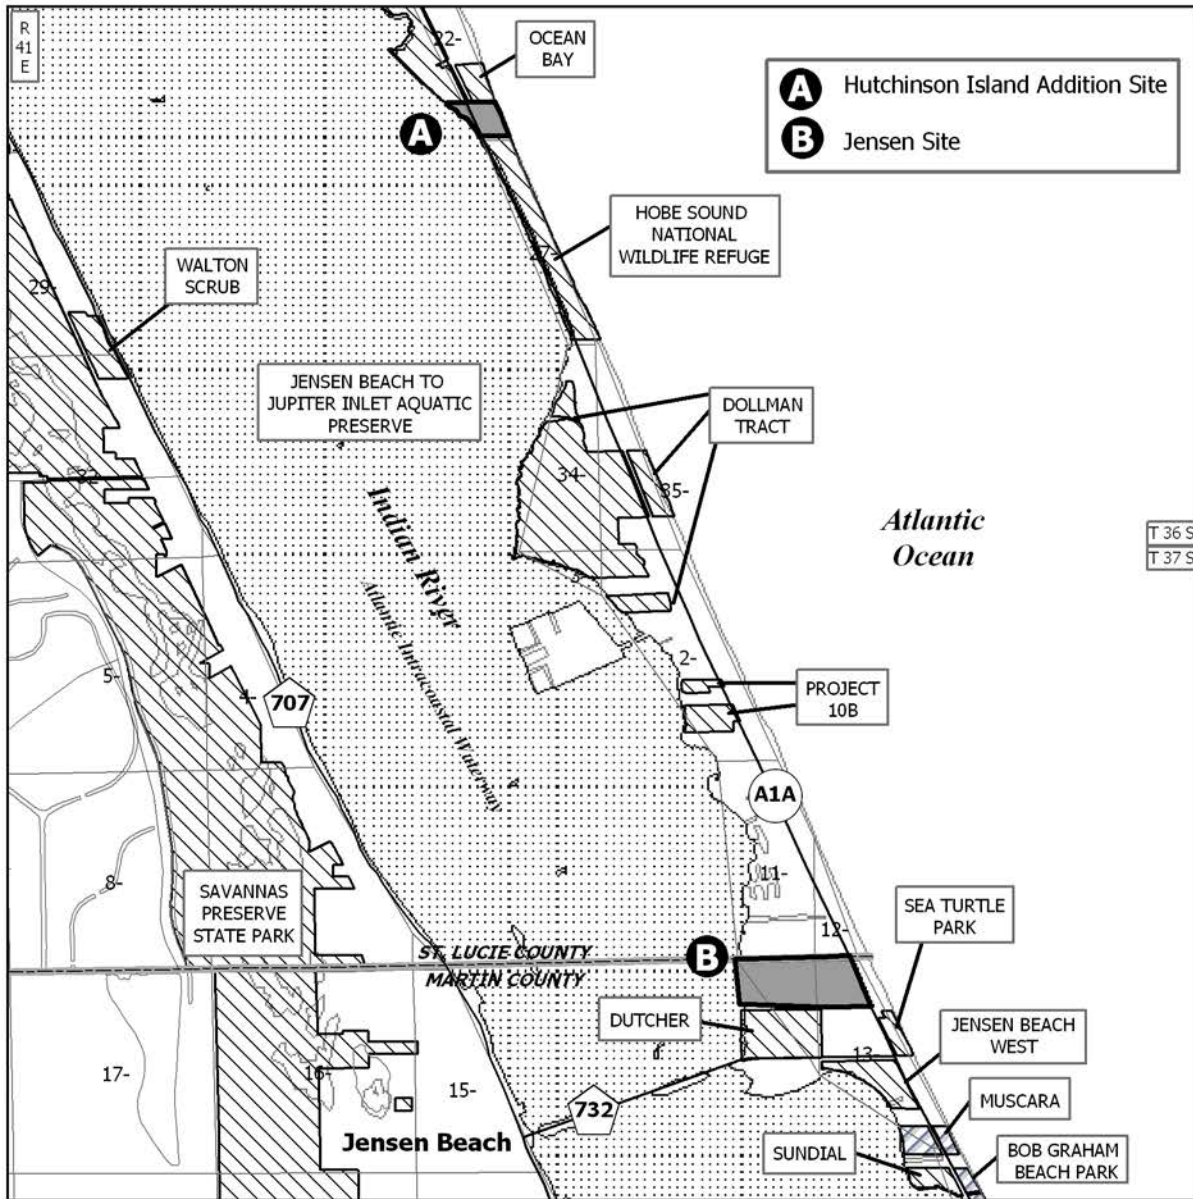 R
41
E
22-
OCEAN
BAY
A
Hutchinson Island Addition Site
B
Jensen Site
A
HOBE SOUND
NATIONAL
WILDLIFE REFUGE
27-
WALTON
SCRUB
29-
JENSEN BEACH TO
JUPITER INLET AQUATIC
PRESERVE
DOLLMAN
TRACT
32
34-
35-
Indian River
Atlantic Intracoastal Waterway
Atlantic
Ocean
T 36 S
T 37 S
3
2-
5-
4-
707
PROJECT
10B
A1A
8-
11-
SAVANNAS
PRESERVE
STATE PARK
SEA TURTLE
PARK
12-
ST. LUCIE COUNTY
MARTIN COUNTY
B
DUTCHER
JENSEN BEACH
WEST
13-
17-
16-
15-
732
MUSCARA
Jensen Beach
SUNDIAL
BOB GRAHAM
BEACH PARK